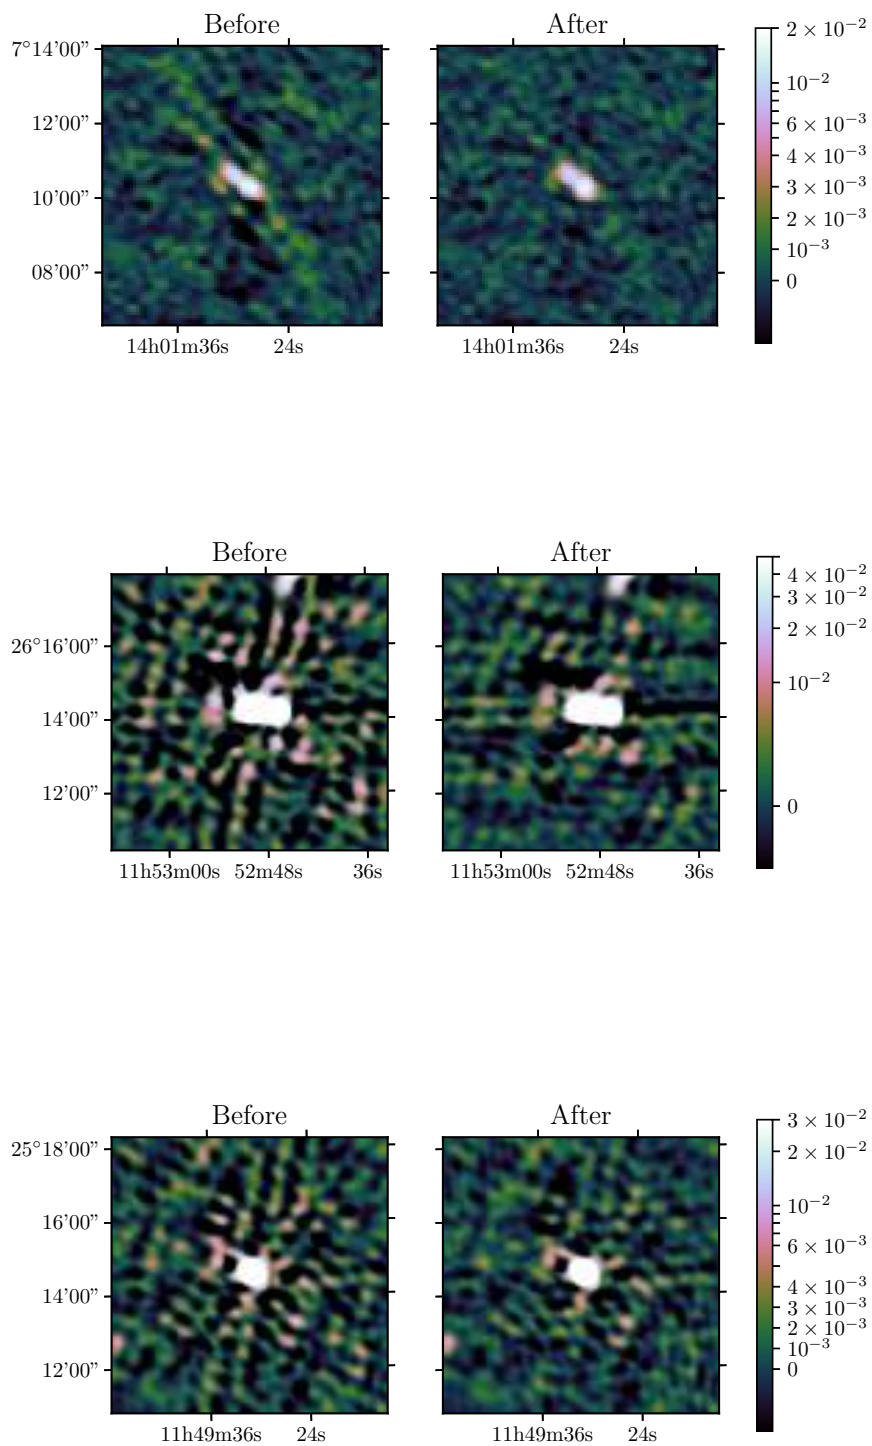 Before After
7°14'00"
12'00"
10'00"
08'00"
14h01m36s 24s 14h01m36s 24s
2 × 10⁻²
10⁻²
6 × 10⁻³
4 × 10⁻³
3 × 10⁻³
2 × 10⁻³
10⁻³
0
Before After
26°16'00"
14'00"
12'00"
11h53m00s 52m48s 36s 11h53m00s 52m48s 36s
4 × 10⁻²
3 × 10⁻²
2 × 10⁻²
10⁻²
0
Before After
25°18'00"
16'00"
14'00"
12'00"
11h49m36s 24s 11h49m36s 24s
3 × 10⁻²
2 × 10⁻²
10⁻²
6 × 10⁻³
4 × 10⁻³
3 × 10⁻³
2 × 10⁻³
10⁻³
0